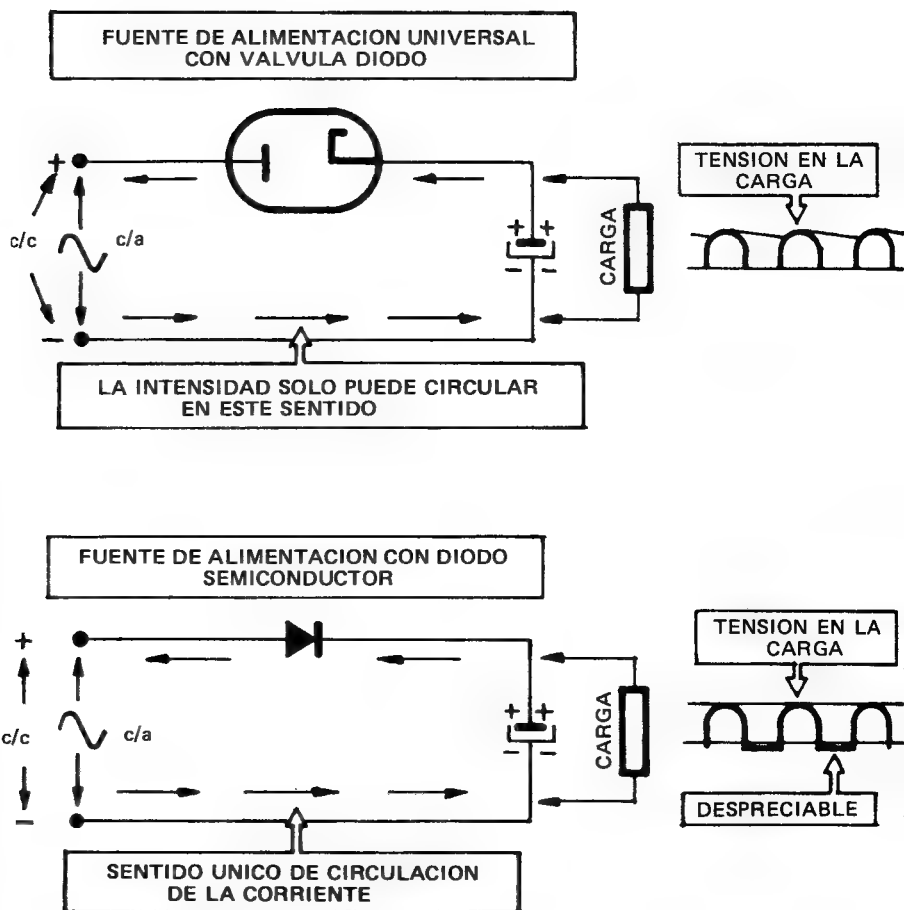 FUENTE DE ALIMENTACION UNIVERSAL
CON VALVULA DIODO
+
c/c
c/a
−
+ +
− −
CARGA
TENSION EN LA
CARGA
LA INTENSIDAD SOLO PUEDE CIRCULAR
EN ESTE SENTIDO
FUENTE DE ALIMENTACION CON DIODO
SEMICONDUCTOR
+
c/c
c/a
−
+ +
− −
CARGA
TENSION EN LA
CARGA
DESPRECIABLE
SENTIDO UNICO DE CIRCULACION
DE LA CORRIENTE